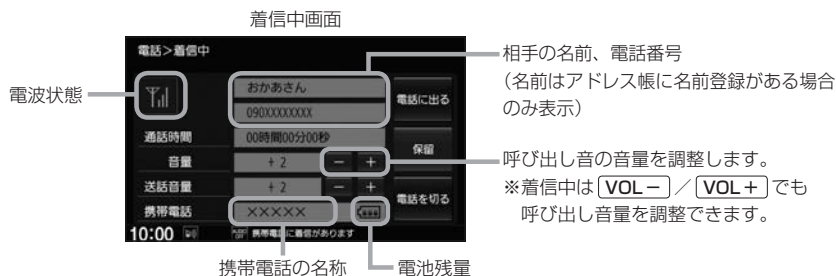 着信中画面
電話>着信中
電波状態
おかあさん
090XXXXXXXX
電話に出る
相手の名前、電話番号
(名前はアドレス帳に名前登録がある場合
のみ表示)
通話時間 00時間00分00秒
保留
音量 +2 − +
呼び出し音の音量を調整します。
※着信中は VOL− / VOL+ でも
呼び出し音量を調整できます。
送話音量 +2 − +
電話を切る
携帯電話 ×××××
10:00 AUDIO OFF 携帯電話に着信があります
携帯電話の名称
電池残量